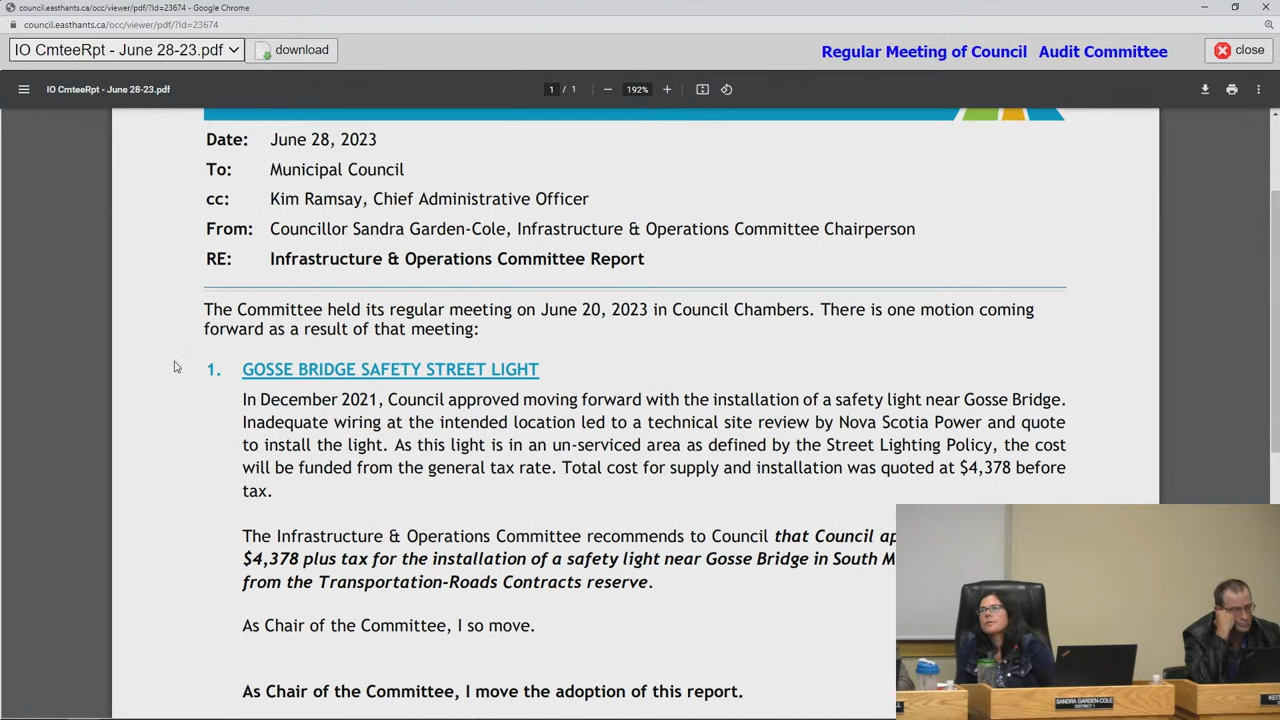 council.easthants.ca/occ/viewer/pdf/?Id=23674 - Google Chrome
council.easthants.ca/occ/viewer/pdf/?Id=23674
IO CmteeRpt - June 28-23.pdf download Regular Meeting of Council Audit Committee close
IO CmteeRpt - June 28-23.pdf 1 / 1 192%
Date: June 28, 2023
To: Municipal Council
cc: Kim Ramsay, Chief Administrative Officer
From: Councillor Sandra Garden-Cole, Infrastructure & Operations Committee Chairperson
RE: Infrastructure & Operations Committee Report
The Committee held its regular meeting on June 20, 2023 in Council Chambers. There is one motion coming
forward as a result of that meeting:
1. GOSSE BRIDGE SAFETY STREET LIGHT
In December 2021, Council approved moving forward with the installation of a safety light near Gosse Bridge.
Inadequate wiring at the intended location led to a technical site review by Nova Scotia Power and quote
to install the light. As this light is in an un-serviced area as defined by the Street Lighting Policy, the cost
will be funded from the general tax rate. Total cost for supply and installation was quoted at $4,378 before
tax.
The Infrastructure & Operations Committee recommends to Council that Council ap
$4,378 plus tax for the installation of a safety light near Gosse Bridge in South M
from the Transportation-Roads Contracts reserve.
As Chair of the Committee, I so move.
As Chair of the Committee, I move the adoption of this report.
SANDRA GARDEN-COLE
DISTRICT 1